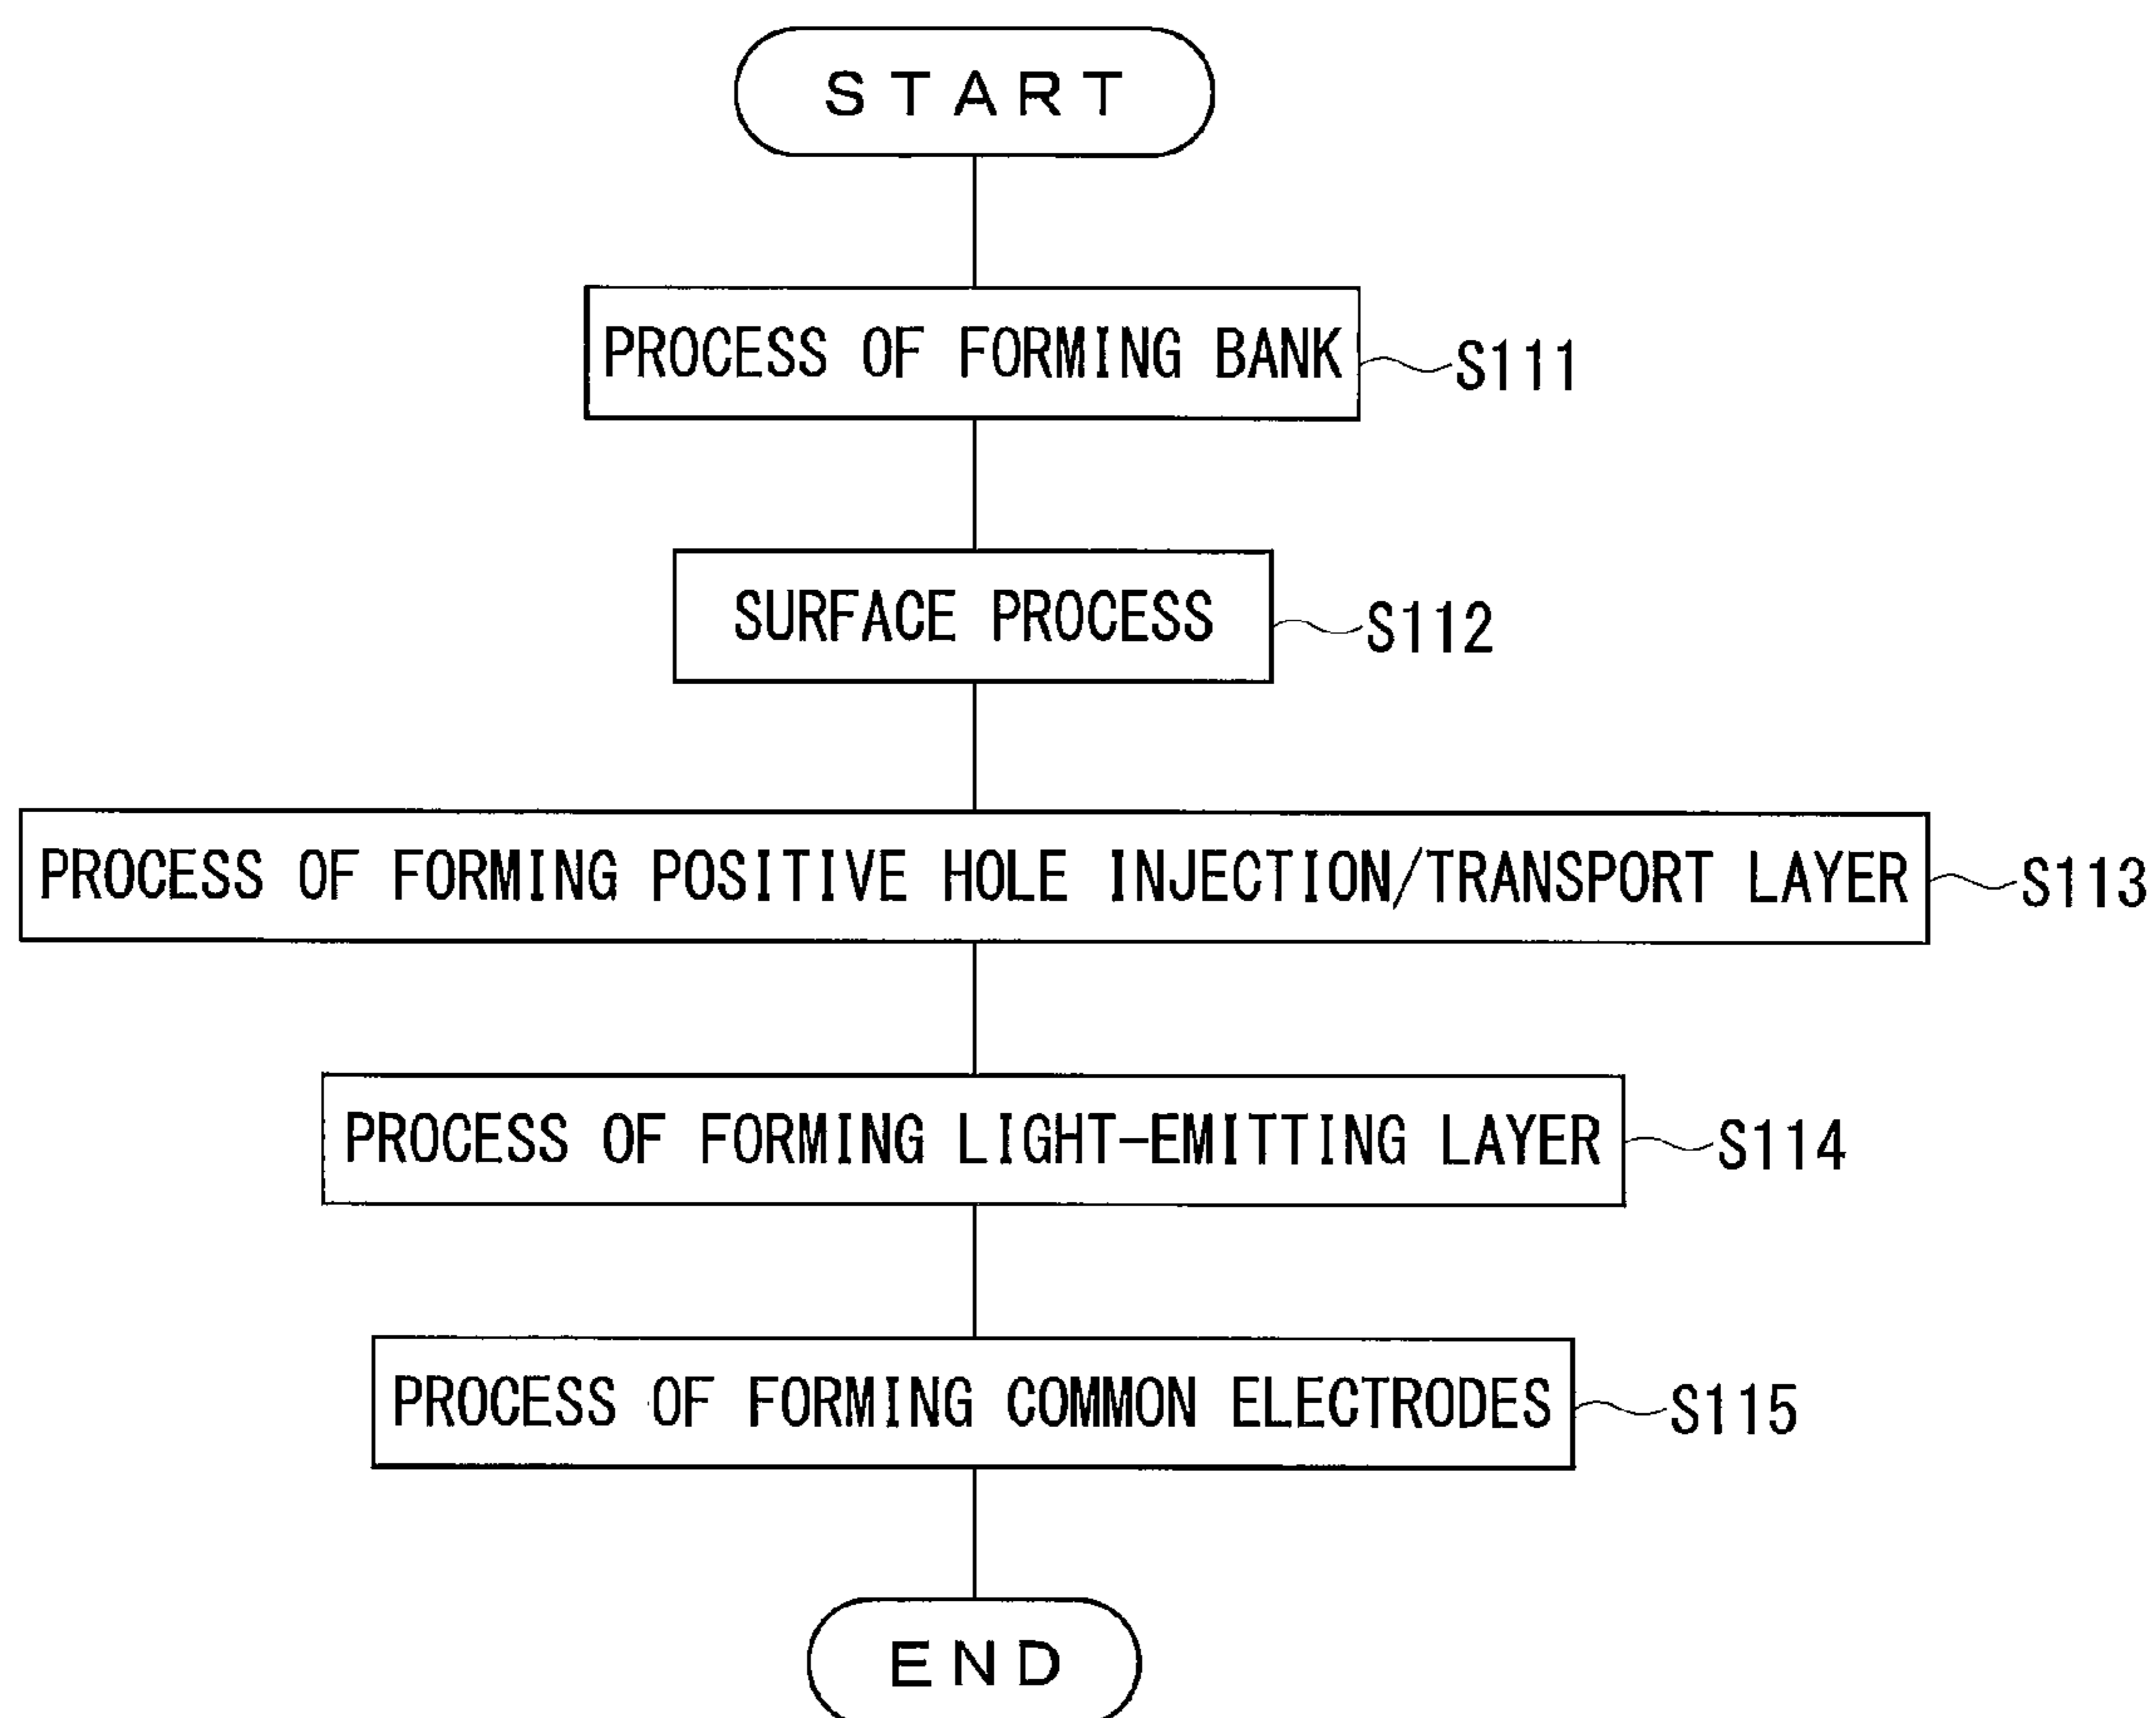 START
PROCESS OF FORMING BANK
S111
SURFACE PROCESS
S112
PROCESS OF FORMING POSITIVE HOLE INJECTION/TRANSPORT LAYER
S113
PROCESS OF FORMING LIGHT-EMITTING LAYER
S114
PROCESS OF FORMING COMMON ELECTRODES
S115
END